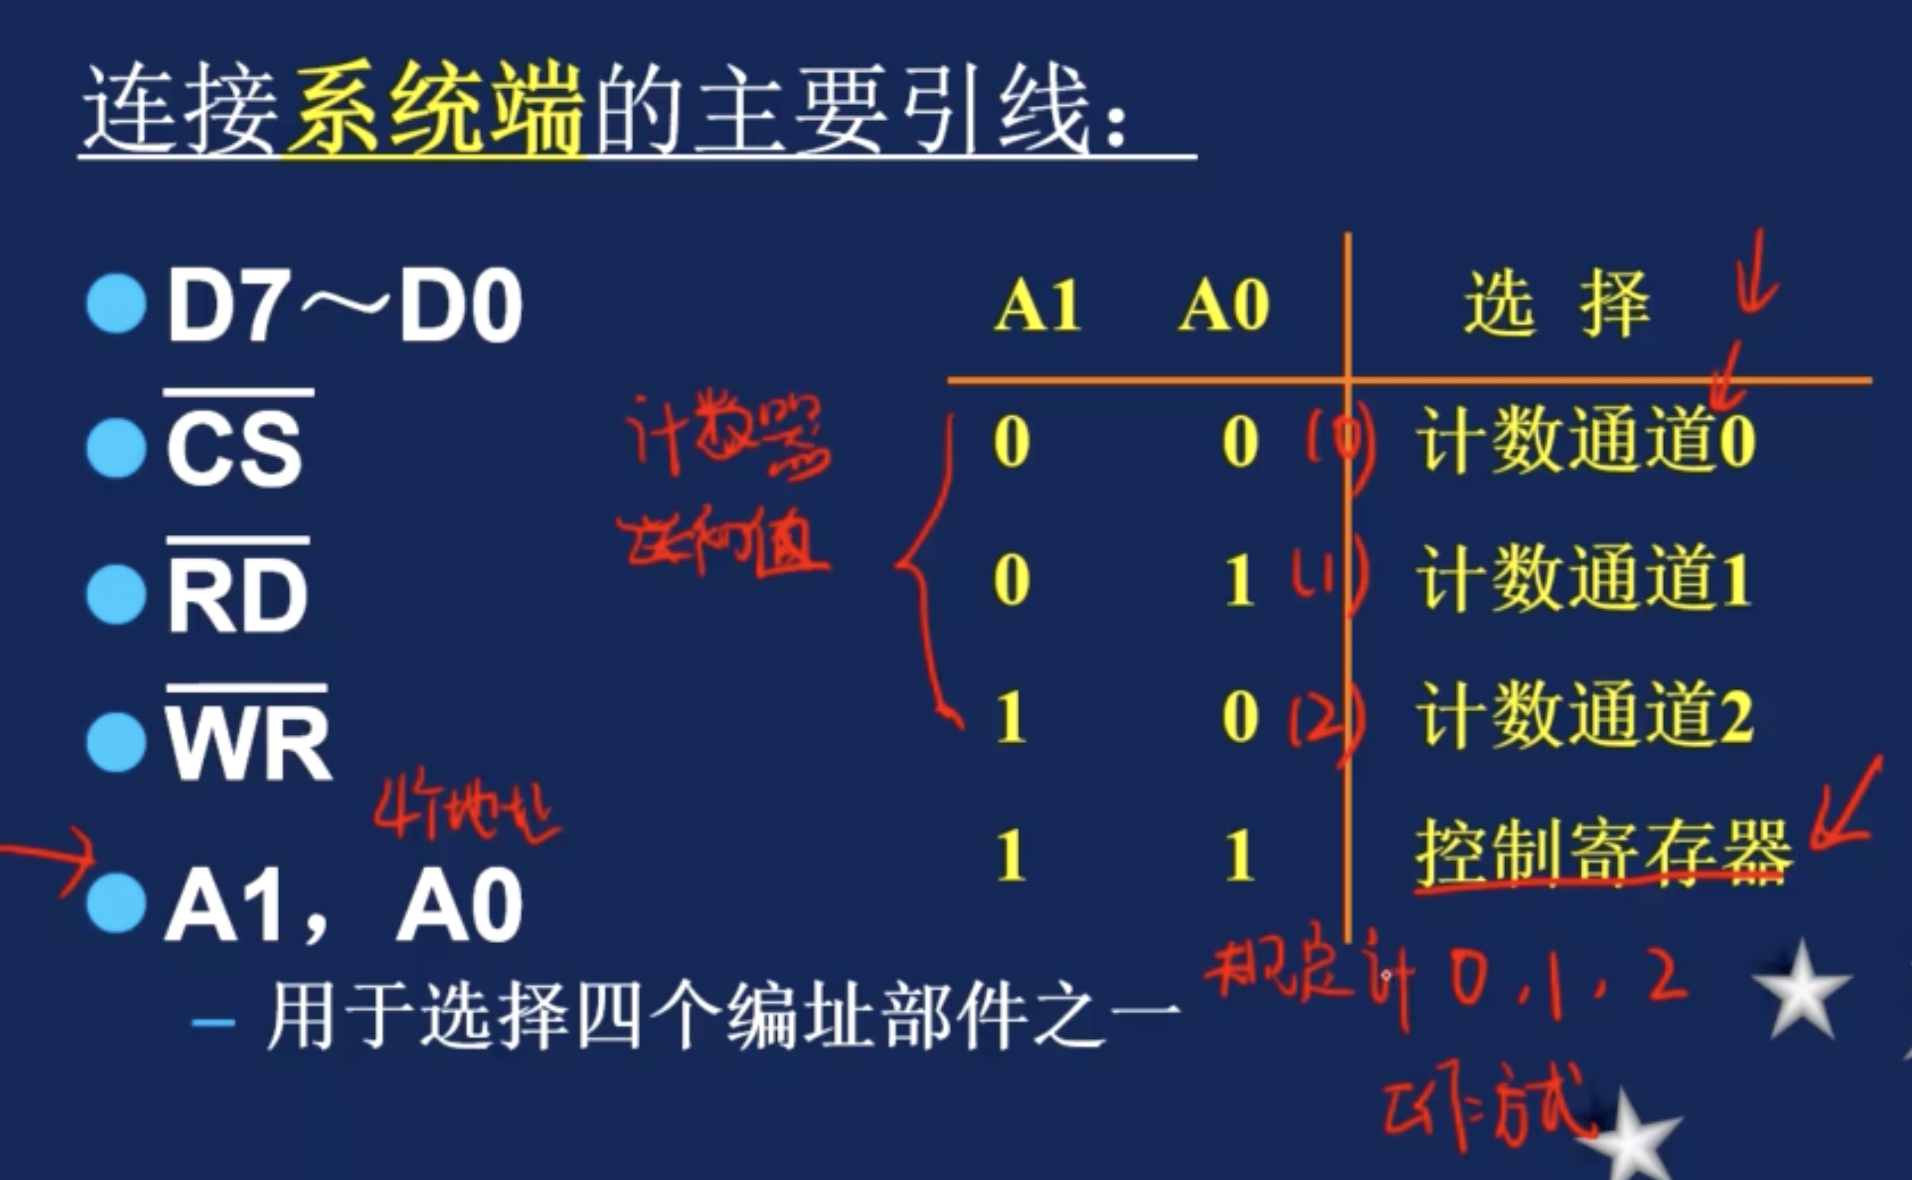 连接系统端的主要引线：
D7～D0
CS
RD
WR
4个地址
A1，A0
– 用于选择四个编址部件之一
计数器
送初值
A1 A0 选 择
0 0 (0) 计数通道0
0 1 (1) 计数通道1
1 0 (2) 计数通道2
1 1 控制寄存器
规定计 0，1，2
工作方式